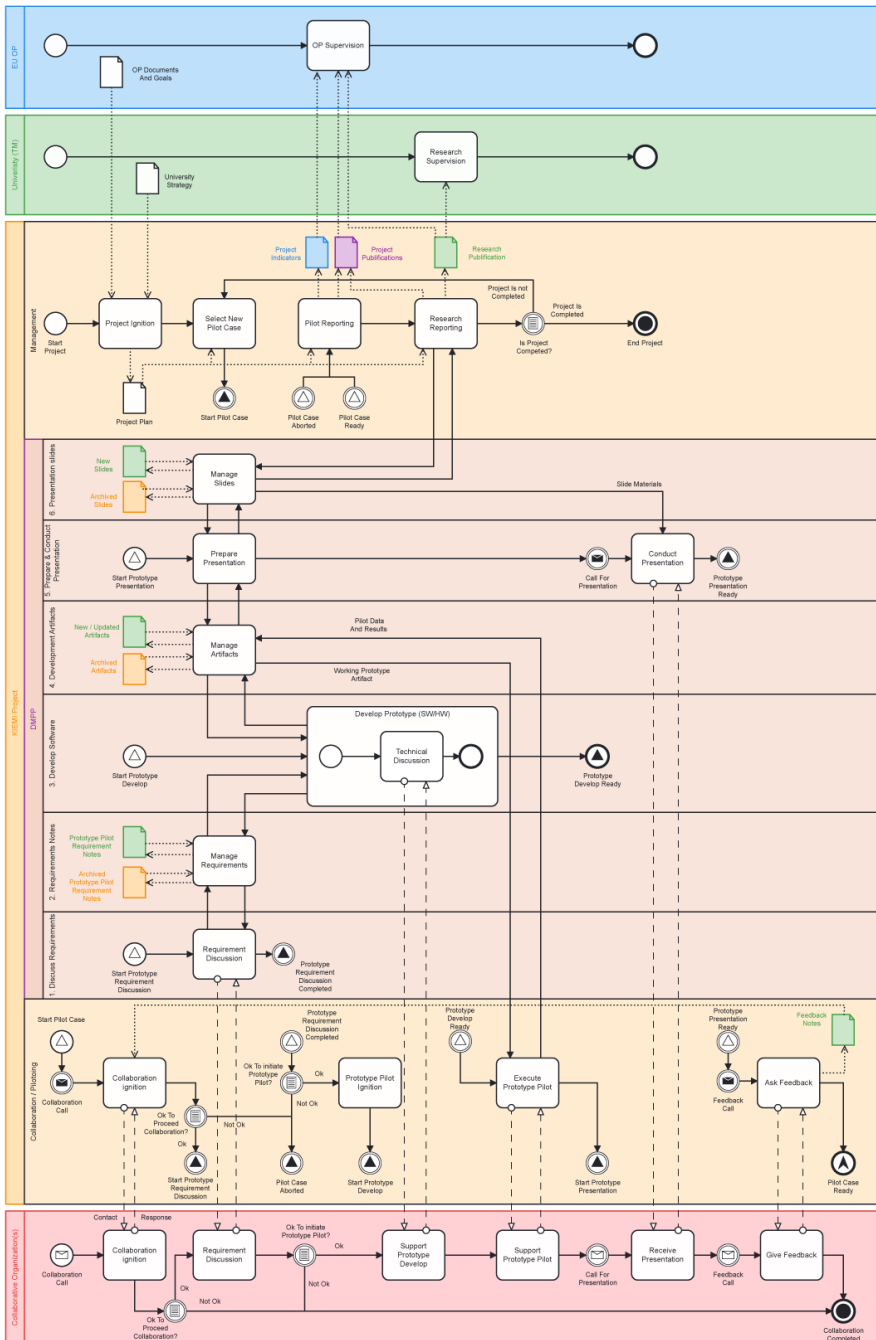 EU OP
OP Supervision
OP Documents
And Goals
Univeristy (TM)
Research
Supervision
University
Strategy
KIEMI Project
Management
Project
Indicators
Project
Publications
Research
Publication
Project Is not
Completed
Project Is
Completed
Start
Project
Project Ignition
Select New
Pilot Case
Pilot Reporting
Research
Reporting
Is Project
Competed?
End Project
Project Plan
Start Pilot Case
Pilot Case
Aborted
Pilot Case
Ready
DMPP
6. Presentation slides
New
Slides
Archived
Slides
Manage
Slides
Slide Materials
5. Prepare & Conduct
Presentation
Start Prototype
Presentation
Prepare
Presentation
Call For
Presentation
Conduct
Presentation
Prototype
Presentation
Ready
4. Development Artifacts
New / Updated
Artifacts
Archived
Artifacts
Manage
Artifacts
Pilot Data
And Results
Working Prototype
Artifact
3. Develop Software
Start Prototype
Develop
Develop Prototype (SW/HW)
Technical
Discussion
Prototype
Develop Ready
2. Requirements Notes
Prototype Pilot
Requirement
Notes
Archived
Prototype Pilot
Requirement
Notes
Manage
Requirements
1. Discuss Requirements
Start Prototype
Requirement
Discussion
Requirement
Discussion
Prototype
Requirement
Discussion
Completed
Collaboration / Pilotoing
Start Pilot Case
Collaboration
Call
Collaboration
ignition
Ok To
Proceed
Collaboration?
Ok
Not Ok
Start Prototype
Requirement
Discussion
Prototype
Requirement
Discussion
Completed
Ok To initiate
Prototype
Pilot?
Ok
Not Ok
Pilot Case
Aborted
Prototype Pilot
Ignition
Start Prototype
Develop
Prototype
Develop
Ready
Execute
Prototype Pilot
Start Prototype
Presentation
Prototype
Presentation
Ready
Feedback
Call
Feedback
Notes
Ask Feedback
Pilot Case
Ready
Collaborative Organization(s)
Contact
Response
Collaboration
Call
Collaboration
ignition
Ok To
Proceed
Collaboration?
Ok
Not Ok
Requirement
Discussion
Ok To initiate
Prototype Pilot?
Ok
Not Ok
Support
Prototype
Develop
Support
Prototype Pilot
Call For
Presentation
Receive
Presentation
Feedback
Call
Give Feedback
Collaboration
Completed